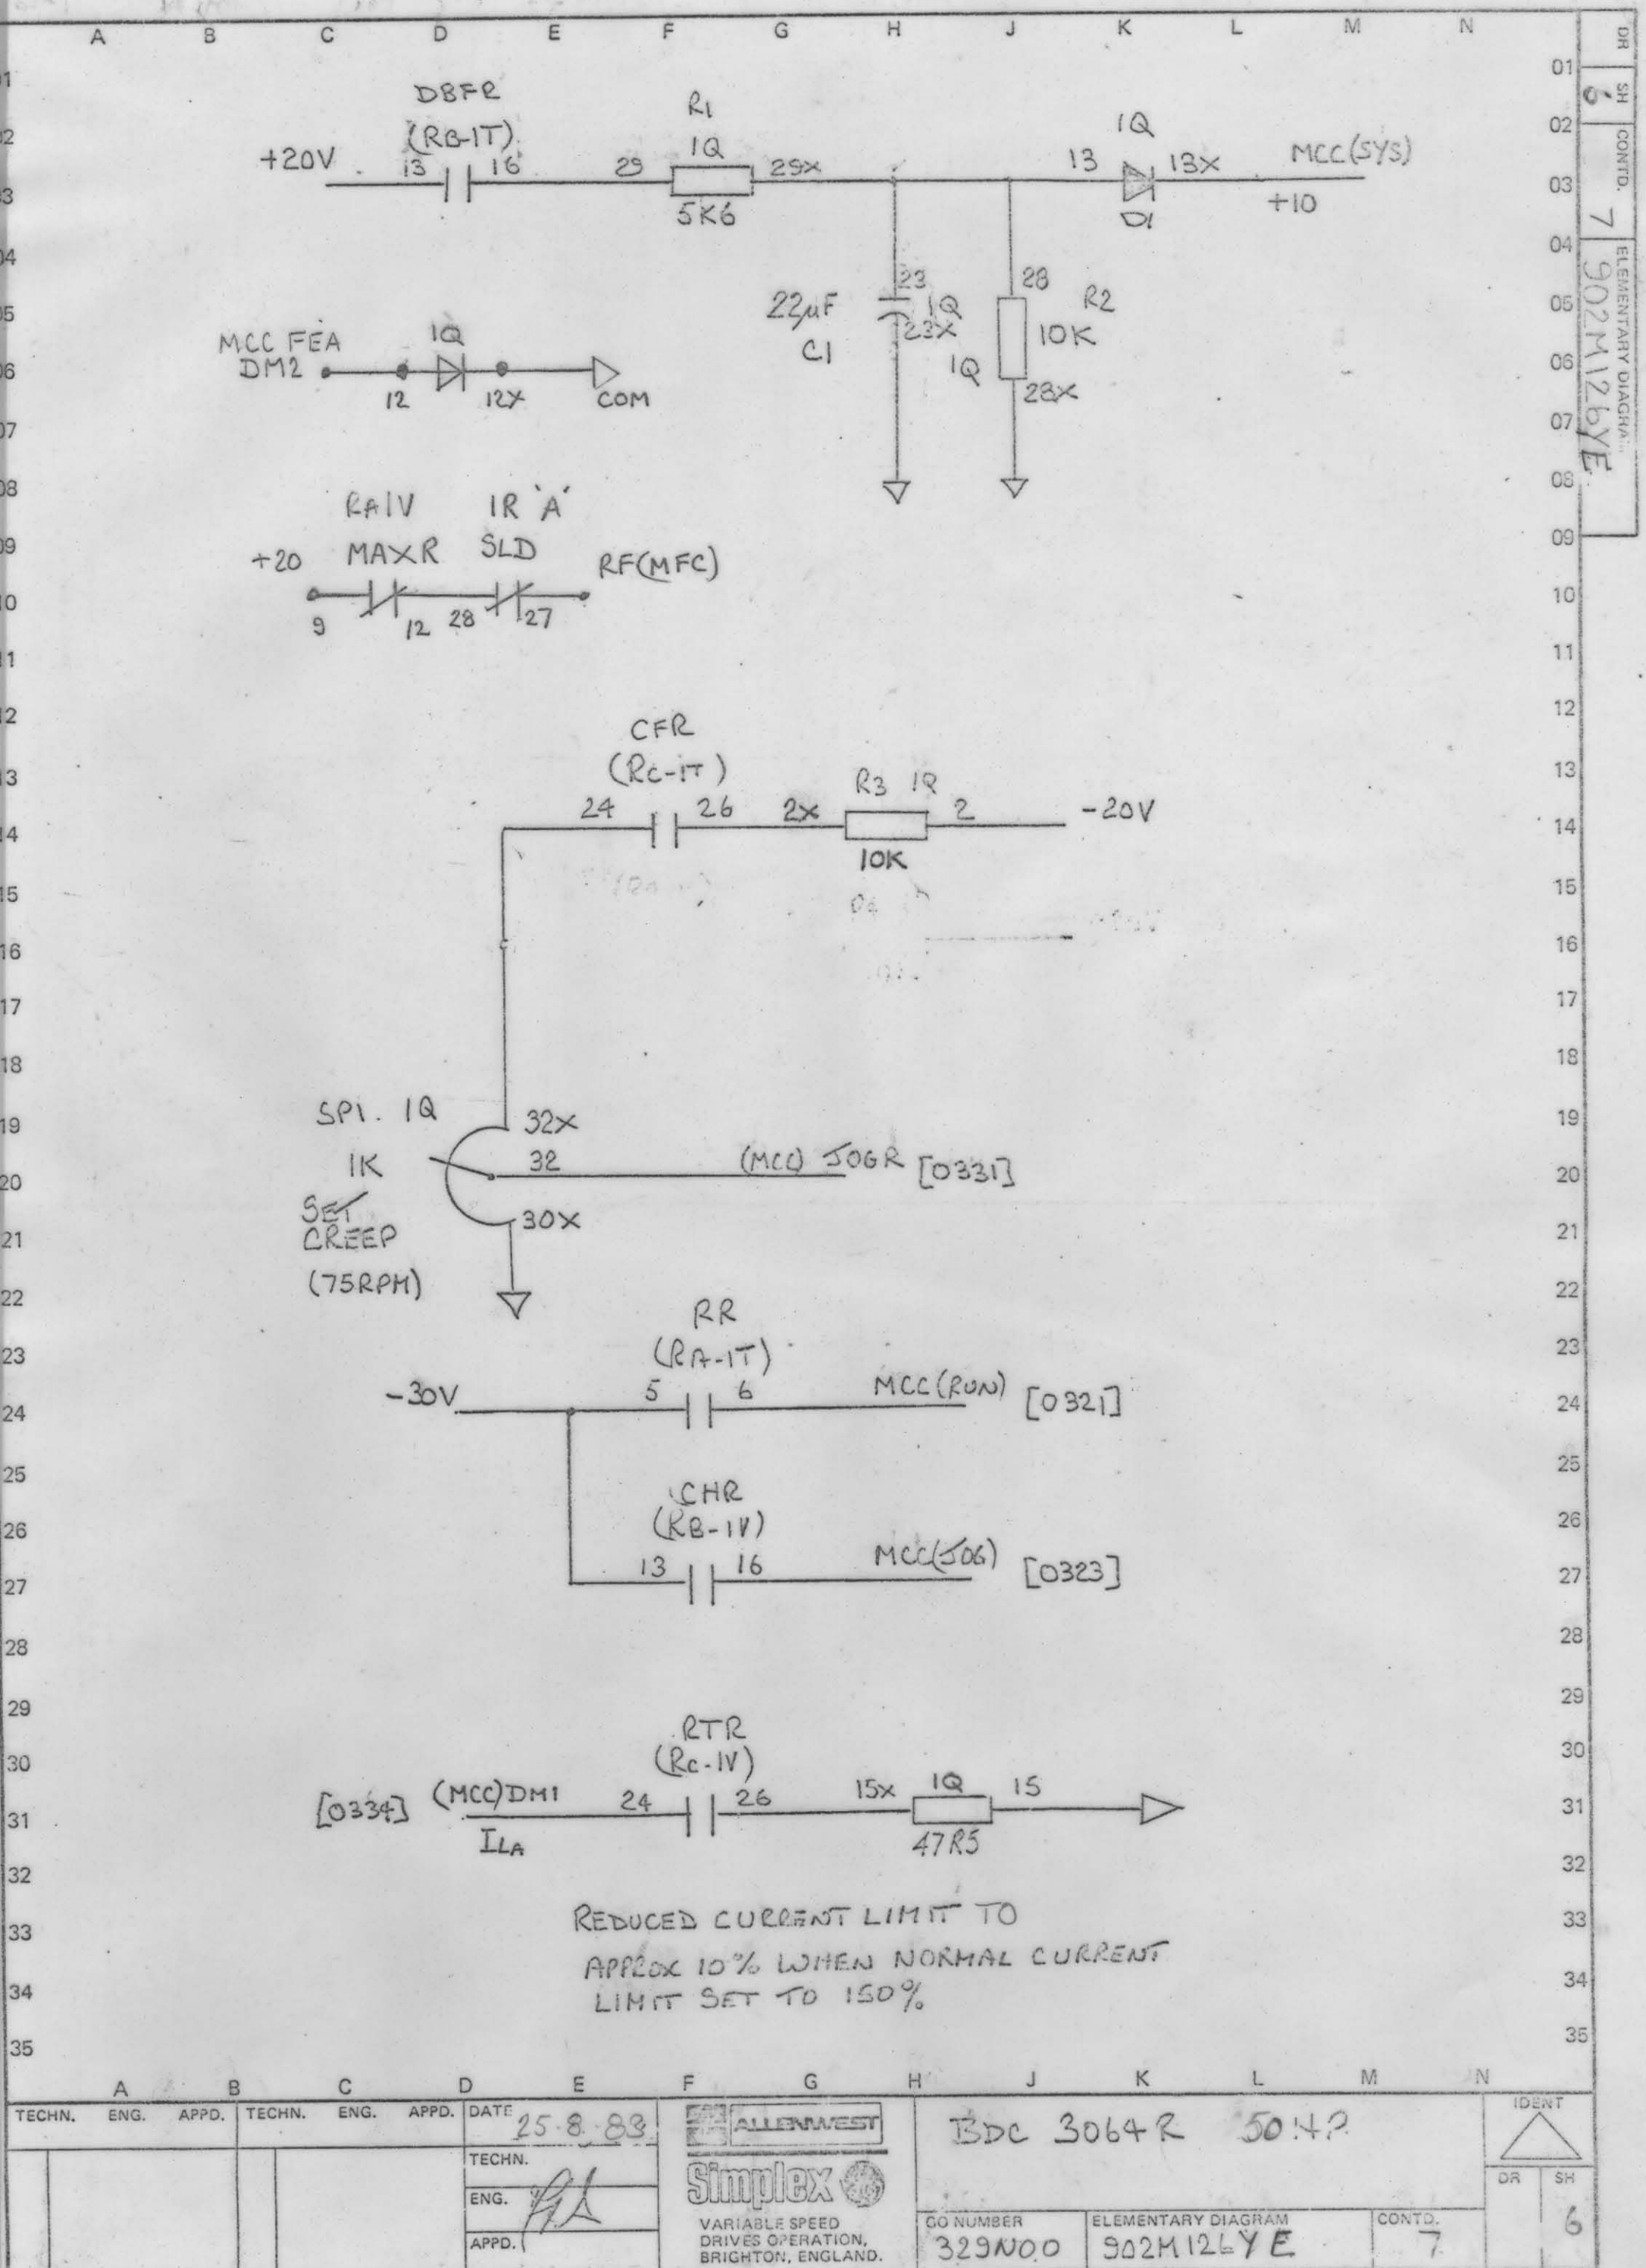 A B C D E F G H J K L M N
DR SH CONTD. ELEMENTARY DIAGRA
6 7 902M126YE
01
02
03
04
05
06
07
08
09
10
11
12
13
14
15
16
17
18
19
20
21
22
23
24
25
26
27
28
29
30
31
32
33
34
35
DBFR
(RB-1T)
+20V 13 16
R1
1Q
29 29X
5K6
1Q
13 13X MCC(SYS)
D1 +10
22µF
C1
23
1Q
23X
28
R2
10K
1Q
28X
MCC FEA
DM2
1Q
12 12X COM
RA1V 1R 'A'
+20 MAXR SLD RF(MFC)
9 12 28 27
CFR
(RC-1T)
24 26 2X
R3 1Q
2 -20V
10K
SP1. 1Q
1K
SET
CREEP
(75RPM)
32X
32 (MCC) JOGR [0331]
30X
RR
(RA-1T)
-30V 5 6 MCC(RUN) [0321]
CHR
(RB-1V)
13 16 MCC(JOG) [0323]
RTR
(RC-1V)
[0334] (MCC)DM1 24 26 15X 1Q 15
ILA 47R5
REDUCED CURRENT LIMIT TO
APPROX 10% WHEN NORMAL CURRENT
LIMIT SET TO 150%
A B C D E F G H J K L M N
TECHN. ENG. APPD. TECHN. ENG. APPD. DATE 25.8.83
TECHN.
ENG.
APPD.
ALLENWEST
Simplex
VARIABLE SPEED
DRIVES OPERATION,
BRIGHTON, ENGLAND.
BDC 3064R 50 H.P.
GO NUMBER
329N00
ELEMENTARY DIAGRAM
902M126YE
CONTD.
7
IDENT
DR SH
6